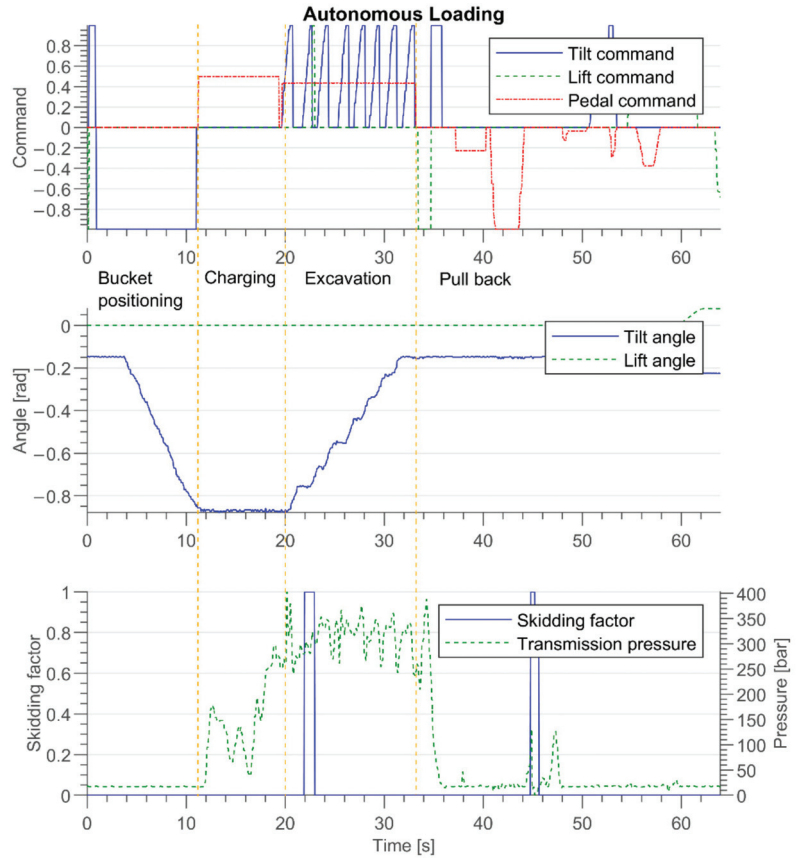 Autonomous Loading
0.8
0.6
0.4
0.2
0
−0.2
−0.4
−0.6
−0.8
Command
Tilt command
Lift command
Pedal command
0 10 20 30 40 50 60
Bucket positioning
Charging
Excavation
Pull back
0
−0.2
−0.4
−0.6
−0.8
Angle [rad]
Tilt angle
Lift angle
0 10 20 30 40 50 60
1
0.8
0.6
0.4
0.2
0
Skidding factor
Skidding factor
Transmission pressure
400
350
300
250
200
150
100
50
0
Pressure [bar]
0 10 20 30 40 50 60
Time [s]